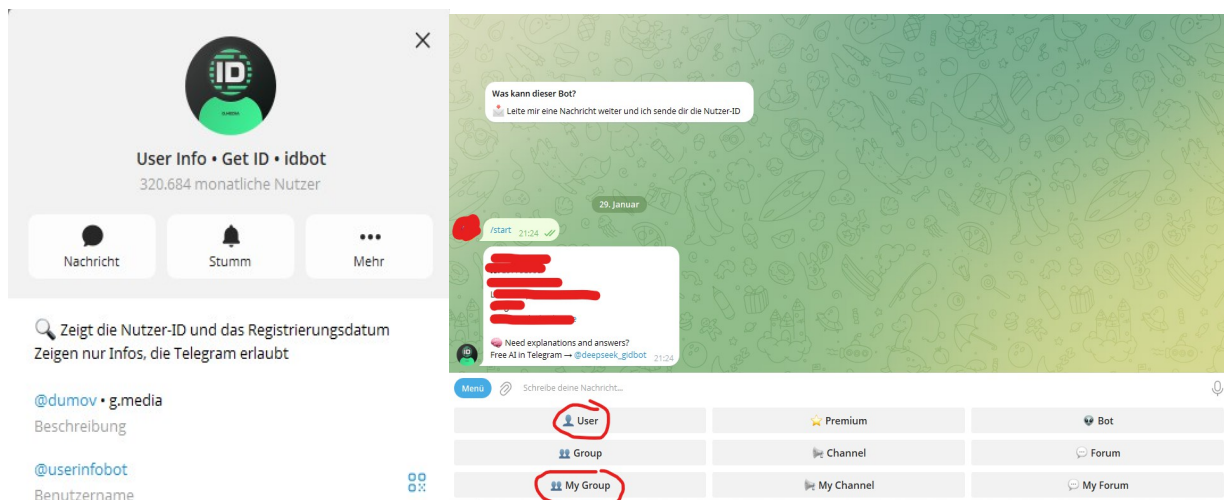 ID
User Info • Get ID • idbot
320.684 monatliche Nutzer
Nachricht
Stumm
Mehr
Zeigt die Nutzer-ID und das Registrierungsdatum
Zeigen nur Infos, die Telegram erlaubt
@dumov • g.media
Beschreibung
@userinfobot
Benutzername
Was kann dieser Bot?
Leite mir eine Nachricht weiter und ich sende dir die Nutzer-ID
29. Januar
/start 21:24
Need explanations and answers?
Free AI in Telegram → @deepseek_gidbot 21:24
Menü
Schreibe deine Nachricht...
User
Premium
Bot
Group
Channel
Forum
My Group
My Channel
My Forum